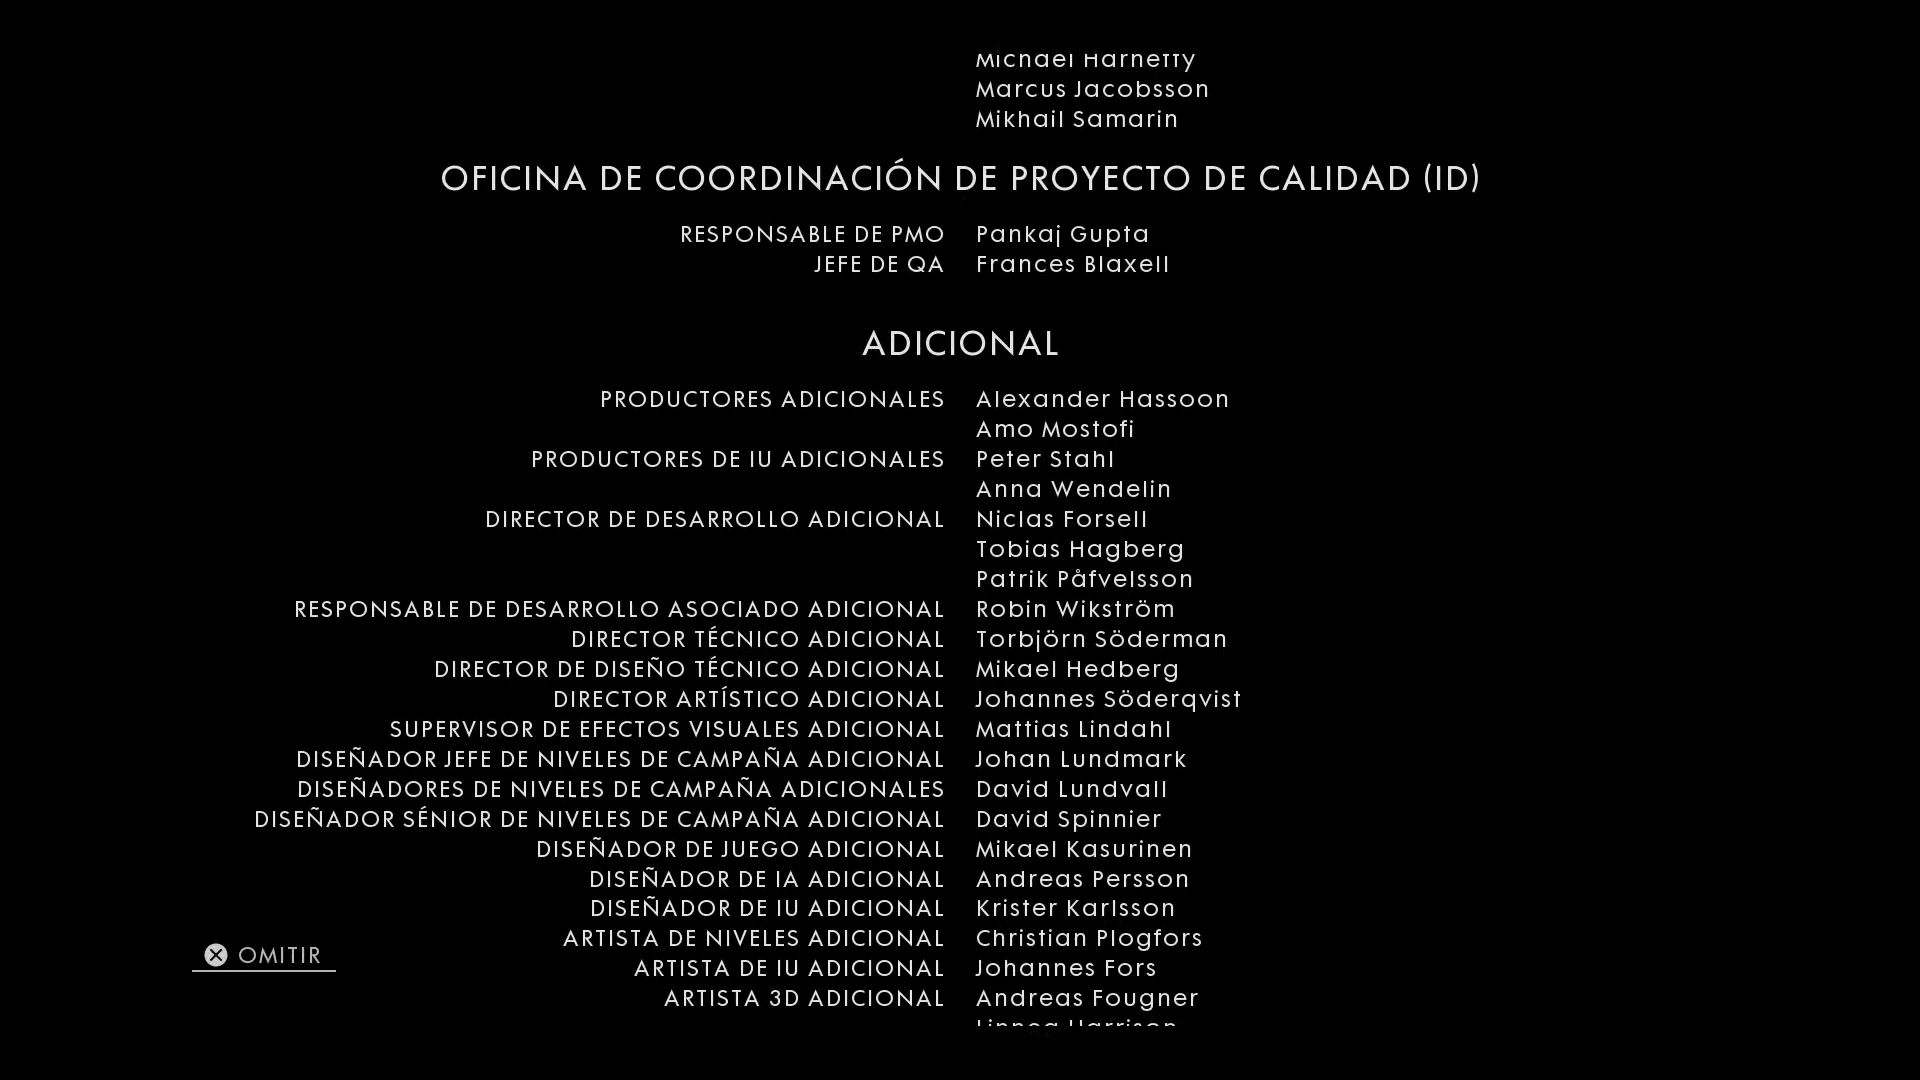 Michael Harnetty
Marcus Jacobsson
Mikhail Samarin
OFICINA DE COORDINACIÓN DE PROYECTO DE CALIDAD (ID)
RESPONSABLE DE PMO Pankaj Gupta
JEFE DE QA Frances Blaxell
ADICIONAL
PRODUCTORES ADICIONALES Alexander Hassoon
Amo Mostofi
PRODUCTORES DE IU ADICIONALES Peter Stahl
Anna Wendelin
DIRECTOR DE DESARROLLO ADICIONAL Niclas Forsell
Tobias Hagberg
Patrik Påfvelsson
RESPONSABLE DE DESARROLLO ASOCIADO ADICIONAL Robin Wikström
DIRECTOR TÉCNICO ADICIONAL Torbjörn Söderman
DIRECTOR DE DISEÑO TÉCNICO ADICIONAL Mikael Hedberg
DIRECTOR ARTÍSTICO ADICIONAL Johannes Söderqvist
SUPERVISOR DE EFECTOS VISUALES ADICIONAL Mattias Lindahl
DISEÑADOR JEFE DE NIVELES DE CAMPAÑA ADICIONAL Johan Lundmark
DISEÑADORES DE NIVELES DE CAMPAÑA ADICIONALES David Lundvall
DISEÑADOR SÉNIOR DE NIVELES DE CAMPAÑA ADICIONAL David Spinnier
DISEÑADOR DE JUEGO ADICIONAL Mikael Kasurinen
DISEÑADOR DE IA ADICIONAL Andreas Persson
DISEÑADOR DE IU ADICIONAL Krister Karlsson
ARTISTA DE NIVELES ADICIONAL Christian Plogfors
OMITIR
ARTISTA DE IU ADICIONAL Johannes Fors
ARTISTA 3D ADICIONAL Andreas Fougner
Linnea Harrison